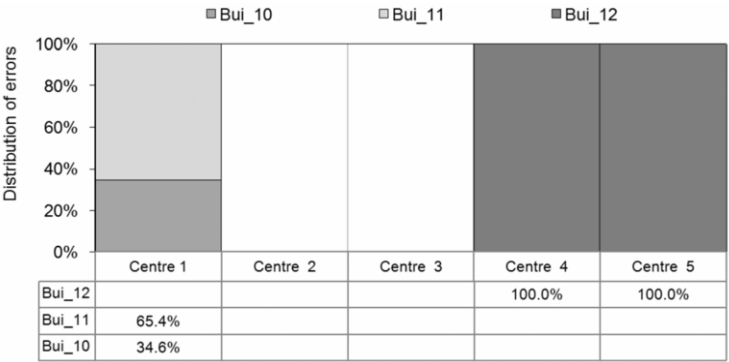 Bui_10 Bui_11 Bui_12
Distribution of errors
100%
80%
60%
40%
20%
0%
Centre 1 Centre 2 Centre 3 Centre 4 Centre 5
Bui_12 100.0% 100.0%
Bui_11 65.4%
Bui_10 34.6%